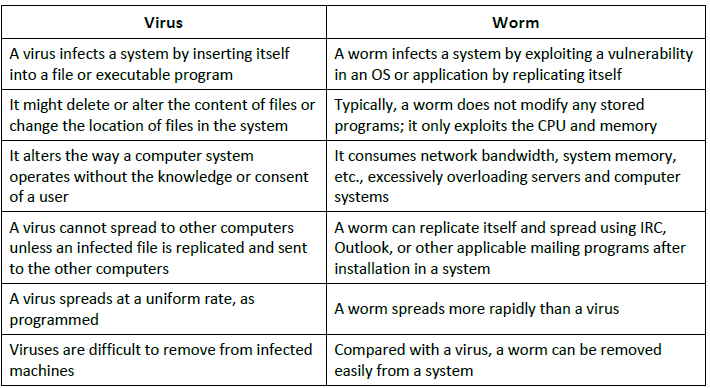 Virus
Worm
A virus infects a system by inserting itself
into a file or executable program
A worm infects a system by exploiting a vulnerability
in an OS or application by replicating itself
It might delete or alter the content of files or
change the location of files in the system
Typically, a worm does not modify any stored
programs; it only exploits the CPU and memory
It alters the way a computer system
operates without the knowledge or consent
of a user
It consumes network bandwidth, system memory,
etc., excessively overloading servers and computer
systems
A virus cannot spread to other computers
unless an infected file is replicated and sent
to the other computers
A worm can replicate itself and spread using IRC,
Outlook, or other applicable mailing programs after
installation in a system
A virus spreads at a uniform rate, as
programmed
A worm spreads more rapidly than a virus
Viruses are difficult to remove from infected
machines
Compared with a virus, a worm can be removed
easily from a system